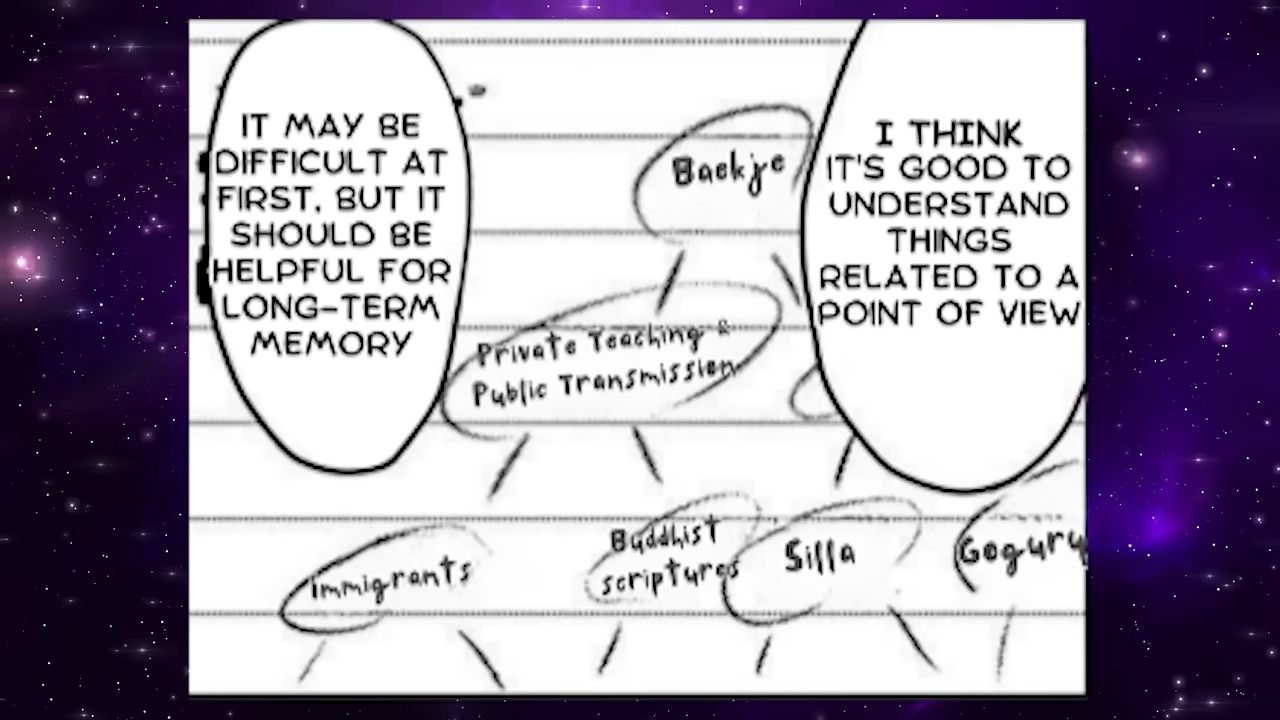 I THINK
IT'S GOOD TO
UNDERSTAND
THINGS
RELATED TO A
POINT OF VIEW
IT MAY BE
DIFFICULT AT
FIRST, BUT IT
SHOULD BE
HELPFUL FOR
LONG-TERM
MEMORY
Baekje
Private Teaching &
Public Transmission
Immigrants
Buddhist
scriptures
Silla
Gogury